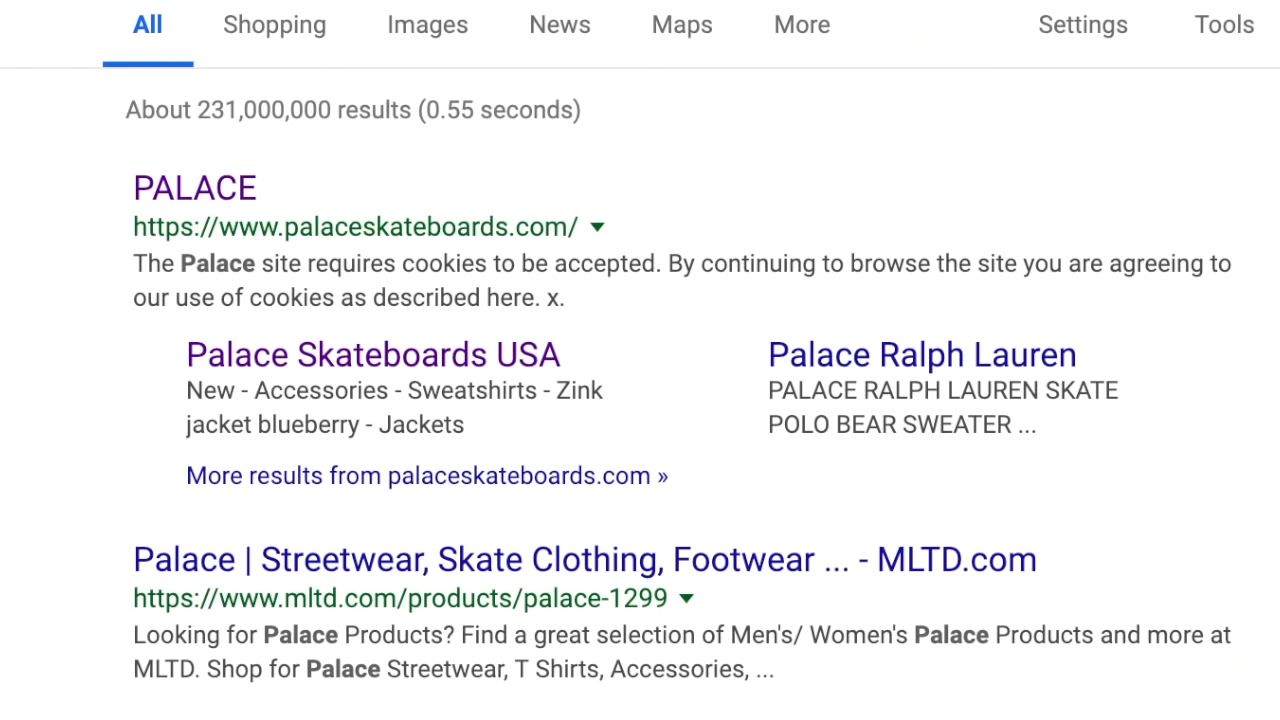 All Shopping Images News Maps More Settings Tools
About 231,000,000 results (0.55 seconds)
PALACE
https://www.palaceskateboards.com/
The Palace site requires cookies to be accepted. By continuing to browse the site you are agreeing to
our use of cookies as described here. x.
Palace Skateboards USA
New - Accessories - Sweatshirts - Zink
jacket blueberry - Jackets
Palace Ralph Lauren
PALACE RALPH LAUREN SKATE
POLO BEAR SWEATER ...
More results from palaceskateboards.com »
Palace | Streetwear, Skate Clothing, Footwear ... - MLTD.com
https://www.mltd.com/products/palace-1299
Looking for Palace Products? Find a great selection of Men's/ Women's Palace Products and more at
MLTD. Shop for Palace Streetwear, T Shirts, Accessories, ...